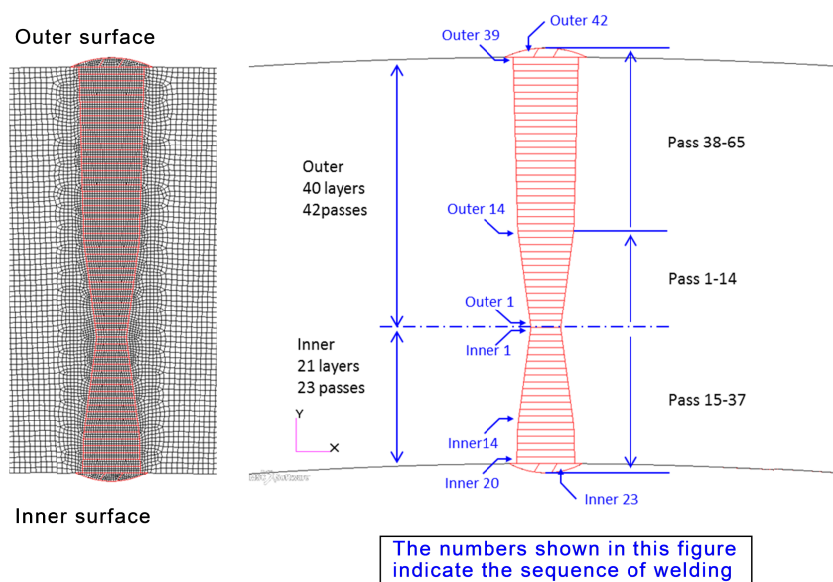 Outer surface
Inner surface
Outer 39
Outer 42
Outer
40 layers
42passes
Outer 14
Pass 38-65
Outer 1
Pass 1-14
Inner 1
Inner
21 layers
23 passes
Y
X
Inner14
Pass 15-37
Inner 20
Inner 23
The numbers shown in this figure
indicate the sequence of welding